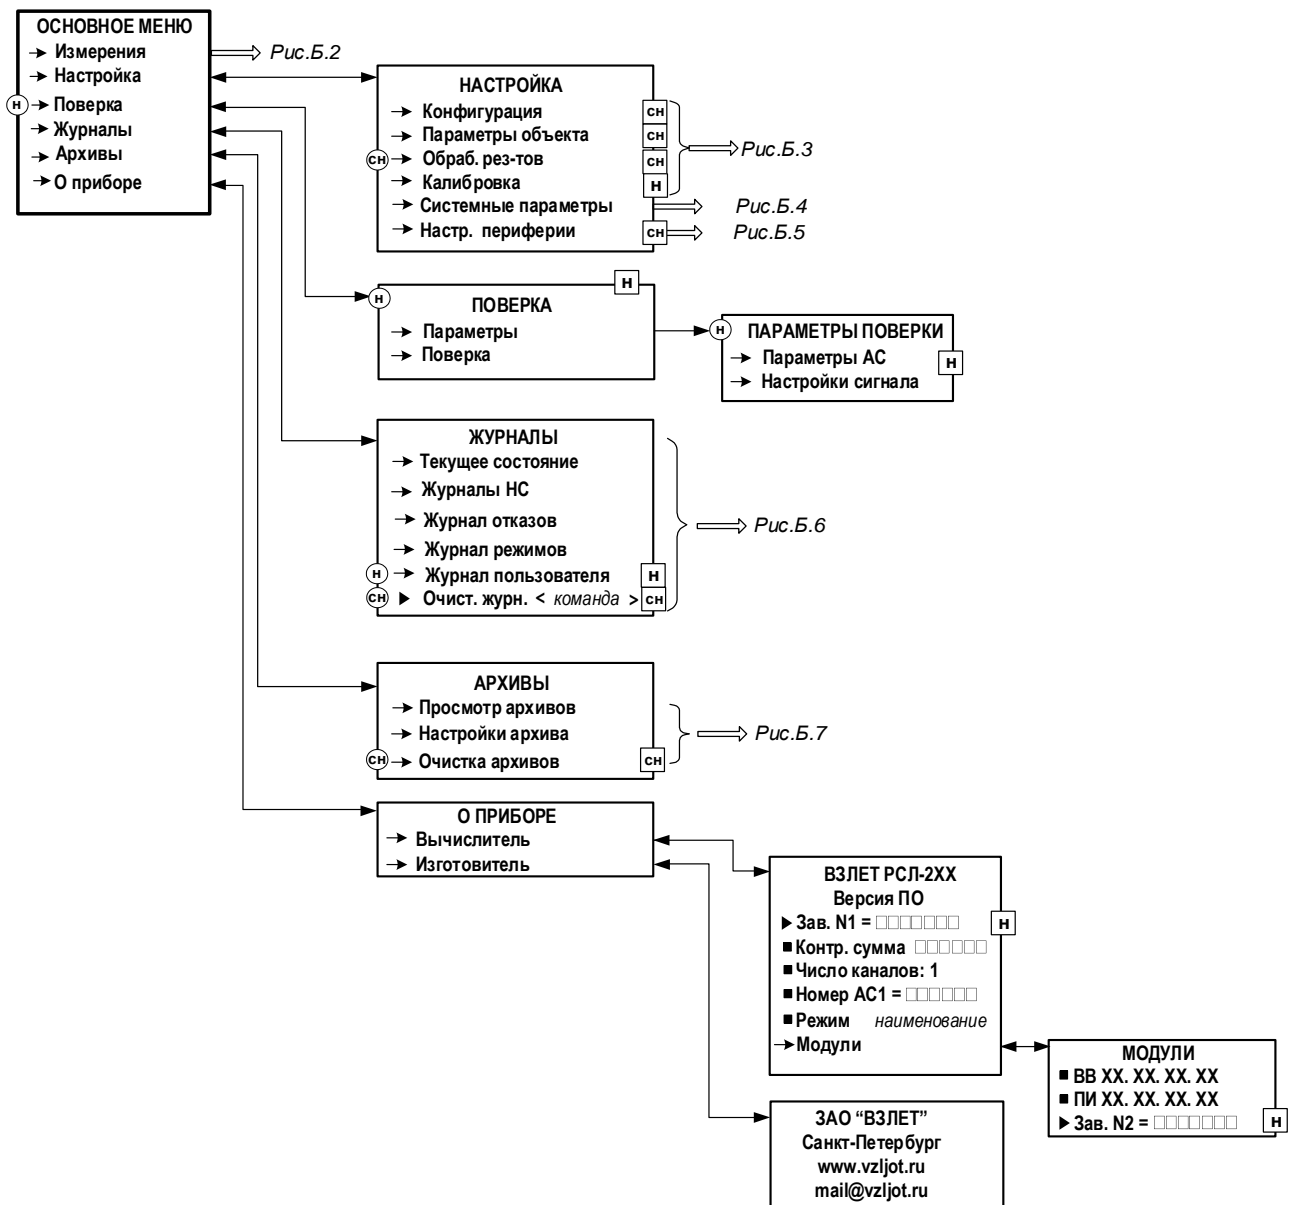 ОСНОВНОЕ МЕНЮ
Измерения
Рис.Б.2
Настройка
Н
Поверка
Журналы
Архивы
О приборе
НАСТРОЙКА
Конфигурация
СН
Параметры объекта
СН
СН
Обраб. рез-тов
СН
Калибровка
Н
Рис.Б.3
Системные параметры
Рис.Б.4
Настр. периферии
СН
Рис.Б.5
Н
Н
ПОВЕРКА
Параметры
Поверка
Н
ПАРАМЕТРЫ ПОВЕРКИ
Параметры АС
Н
Настройки сигнала
ЖУРНАЛЫ
Текущее состояние
Журналы НС
Журнал отказов
Рис.Б.6
Журнал режимов
Н
Журнал пользователя
Н
СН
Очист. журн. < команда >
СН
АРХИВЫ
Просмотр архивов
Настройки архива
Рис.Б.7
СН
Очистка архивов
СН
О ПРИБОРЕ
Вычислитель
Изготовитель
ВЗЛЕТ РСЛ-2ХХ
Версия ПО
Зав. N1 = □□□□□□□
Н
Контр. сумма □□□□□□
Число каналов: 1
Номер АС1 = □□□□□□
Режим наименование
Модули
МОДУЛИ
ВВ ХХ. ХХ. ХХ. ХХ
ПИ ХХ. ХХ. ХХ. ХХ
Зав. N2 = □□□□□□□
Н
ЗАО “ВЗЛЕТ”
Санкт-Петербург
www.vzljot.ru
mail@vzljot.ru